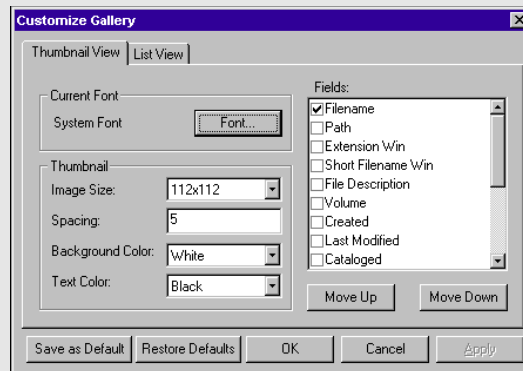 Customize Gallery
Thumbnail View
List View
Current Font
System Font
Font...
Thumbnail
Image Size:
112x112
Spacing:
5
Background Color:
White
Text Color:
Black
Fields:
Filename
Path
Extension Win
Short Filename Win
File Description
Volume
Created
Last Modified
Cataloged
Move Up
Move Down
Save as Default
Restore Defaults
OK
Cancel
Apply